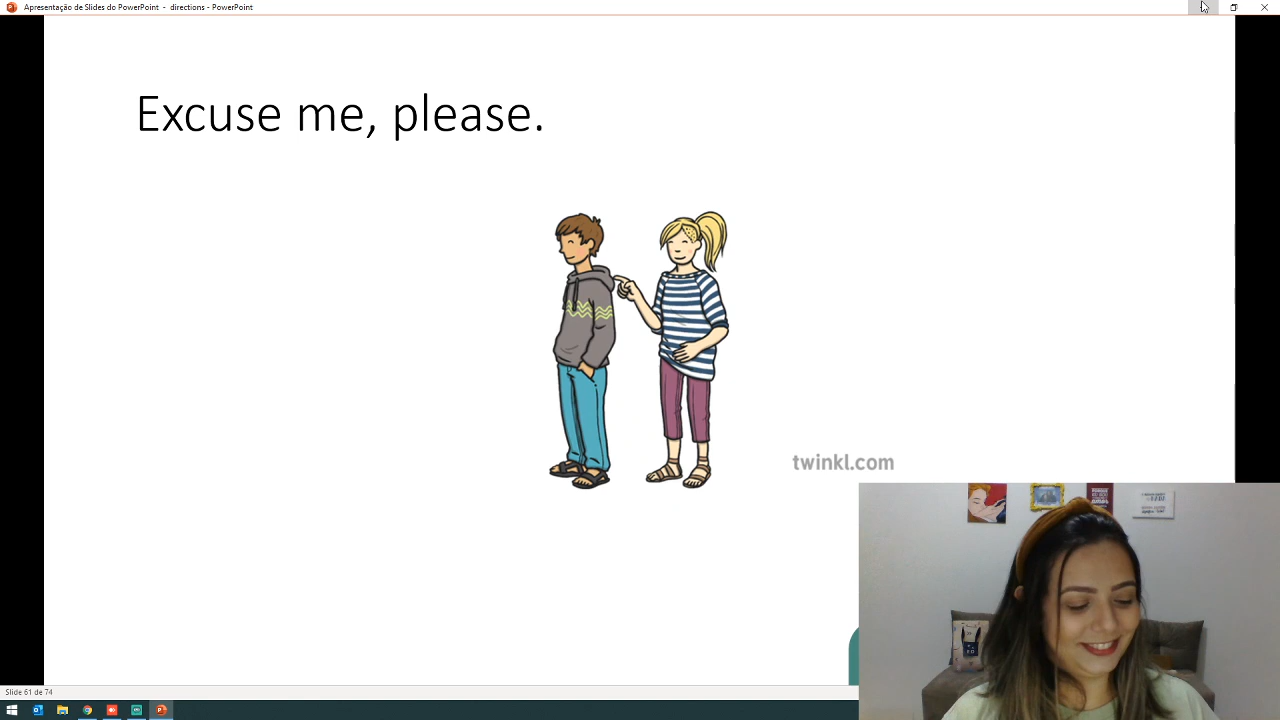 Apresentação de Slides do PowerPoint - directions - PowerPoint
Excuse me, please.
twinkl.com
Slide 61 de 74